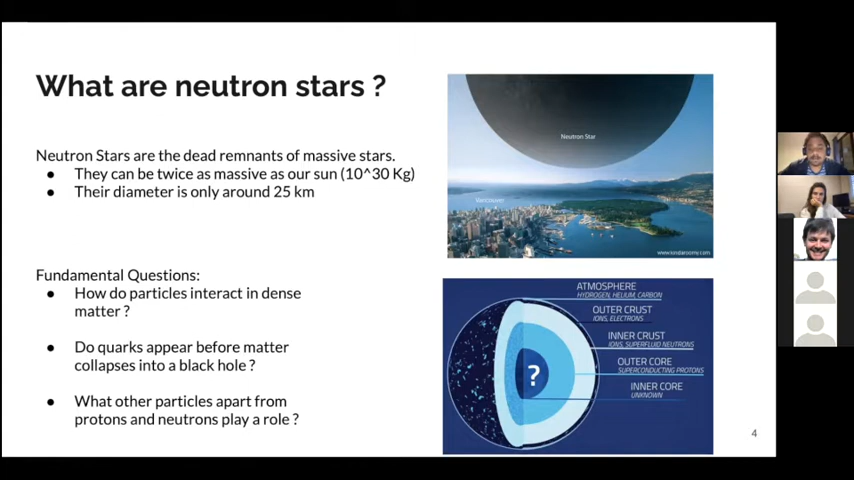 What are neutron stars ?
Neutron Stars are the dead remnants of massive stars.
● They can be twice as massive as our sun (10^30 Kg)
● Their diameter is only around 25 km
Fundamental Questions:
● How do particles interact in dense
matter ?
● Do quarks appear before matter
collapses into a black hole ?
● What other particles apart from
protons and neutrons play a role ?
Neutron Star
Vancouver
www.kindaroomy.com
ATMOSPHERE
HYDROGEN, HELIUM, CARBON
OUTER CRUST
IONS, ELECTRONS
INNER CRUST
IONS, SUPERFLUID NEUTRONS
OUTER CORE
SUPERCONDUCTING PROTONS
INNER CORE
UNKNOWN
?
4